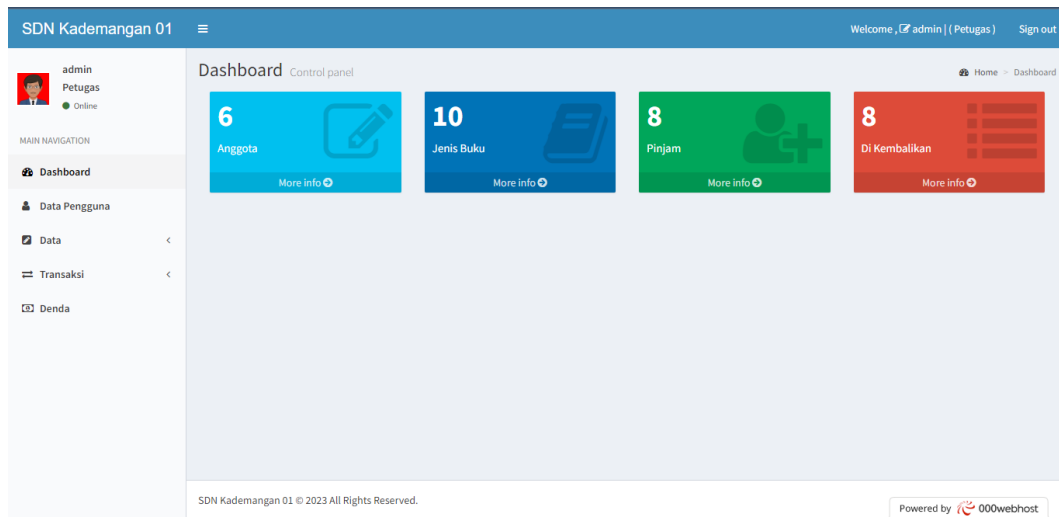 SDN Kademangan 01
Welcome , admin | ( Petugas )
Sign out
admin
Petugas
Online
MAIN NAVIGATION
Dashboard
Data Pengguna
Data
Transaksi
Denda
Dashboard Control panel
Home > Dashboard
6
Anggota
More info
10
Jenis Buku
More info
8
Pinjam
More info
8
Di Kembalikan
More info
SDN Kademangan 01 © 2023 All Rights Reserved.
Powered by 000webhost